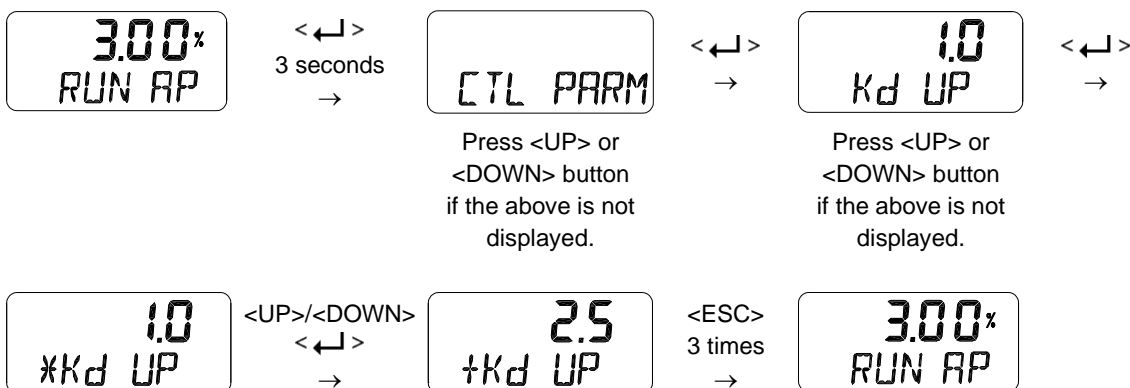 3.00% < ↵ > < ↵ > 1.0 < ↵ >
RUN AP 3 seconds → CTL PARM → Kd UP →
Press <UP> or Press <UP> or
<DOWN> button <DOWN> button
if the above is not if the above is not
displayed. displayed.
1.0 <UP>/<DOWN> 2.5 <ESC> 3.00%
*Kd UP < ↵ > → +Kd UP 3 times → RUN AP